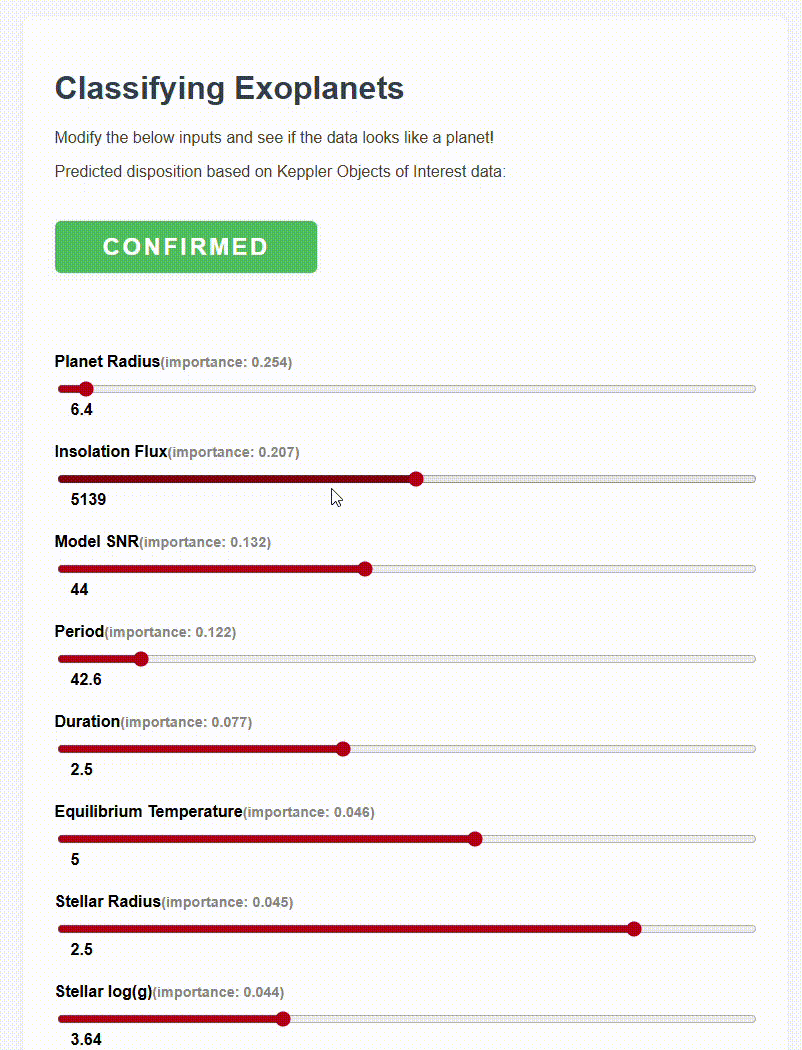 Classifying Exoplanets
Modify the below inputs and see if the data looks like a planet!
Predicted disposition based on Keppler Objects of Interest data:
CONFIRMED
Planet Radius(importance: 0.254)
6.4
Insolation Flux(importance: 0.207)
5139
Model SNR(importance: 0.132)
44
Period(importance: 0.122)
42.6
Duration(importance: 0.077)
2.5
Equilibrium Temperature(importance: 0.046)
5
Stellar Radius(importance: 0.045)
2.5
Stellar log(g)(importance: 0.044)
3.64